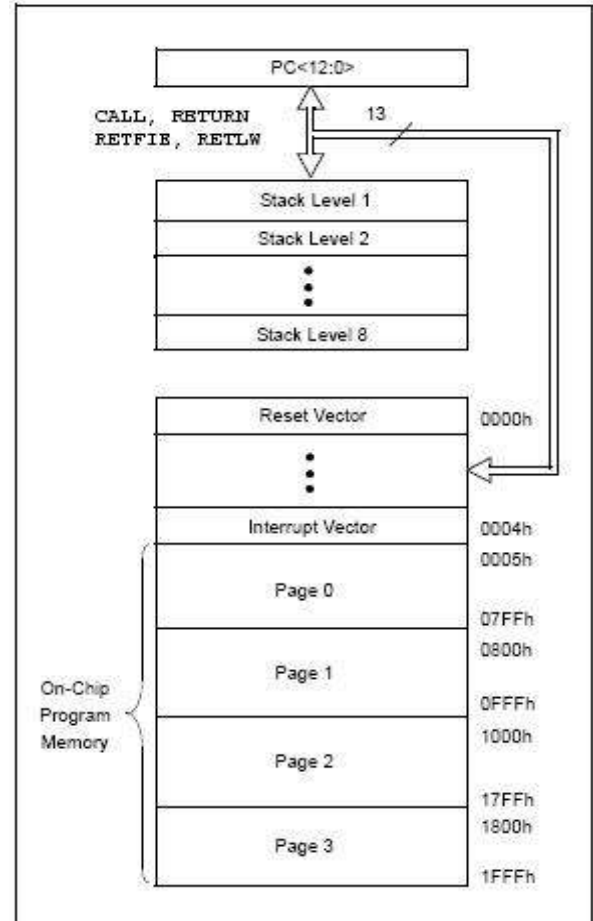 PC<12:0>
CALL, RETURN
RETFIE, RETLW
13
Stack Level 1
Stack Level 2
Stack Level 8
Reset Vector
0000h
Interrupt Vector
0004h
0005h
Page 0
07FFh
0800h
Page 1
0FFFh
On-Chip
Program
Memory
1000h
Page 2
17FFh
1800h
Page 3
1FFFh